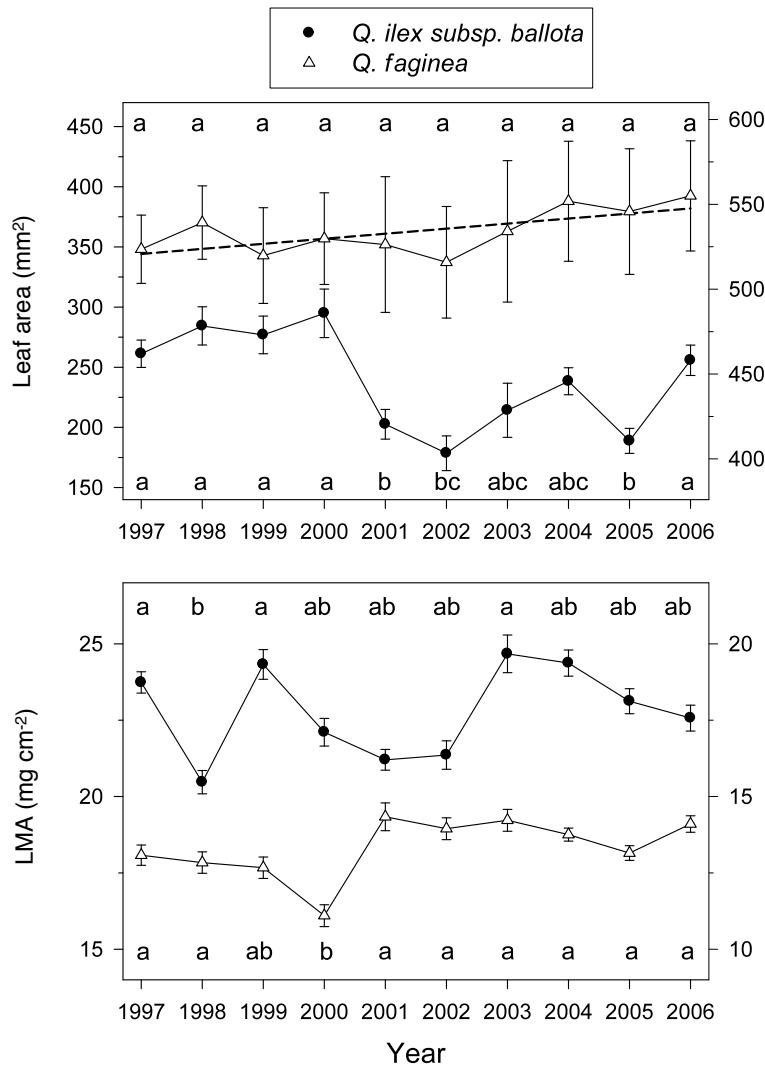 Q. ilex subsp. ballota
Q. faginea
a a a a a a a a a a
450 400 350 300 250 200 150
Leaf area (mm²)
600 550 500 450 400
a a a a b bc abc abc b a
1997 1998 1999 2000 2001 2002 2003 2004 2005 2006
a b a ab ab ab a ab ab ab
25 20 15
LMA (mg cm⁻²)
20 15 10
a a ab b a a a a a a
1997 1998 1999 2000 2001 2002 2003 2004 2005 2006
Year